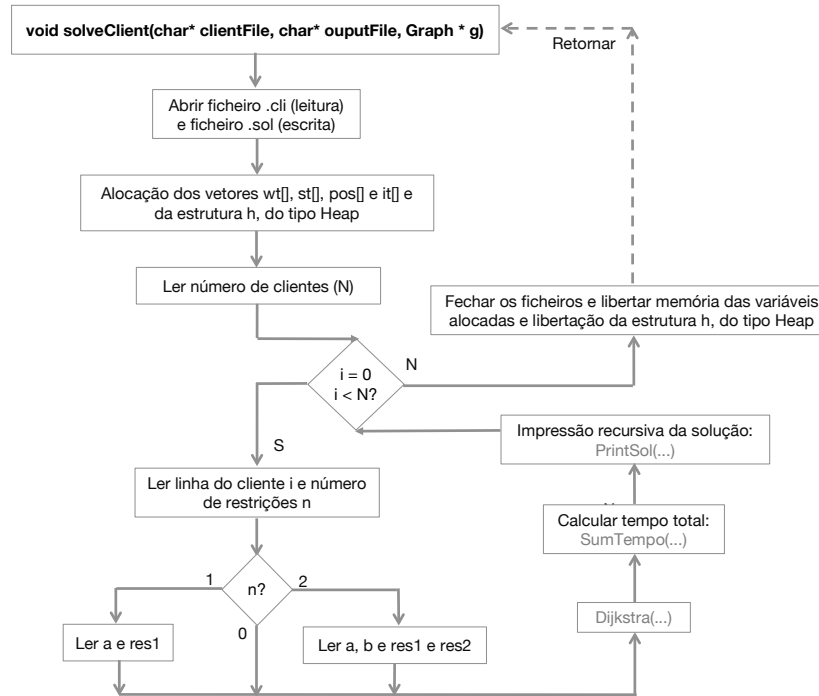 void solveClient(char* clientFile, char* ouputFile, Graph * g)
Retornar
Abrir ficheiro .cli (leitura)
e ficheiro .sol (escrita)
Alocação dos vetores wt[], st[], pos[] e it[] e
da estrutura h, do tipo Heap
Ler número de clientes (N)
Fechar os ficheiros e libertar memória das variáveis
alocadas e libertação da estrutura h, do tipo Heap
N
i = 0
i < N?
S
Impressão recursiva da solução:
PrintSol(...)
Ler linha do cliente i e número
de restrições n
Calcular tempo total:
SumTempo(...)
1
n?
2
0
Dijkstra(...)
Ler a e res1
Ler a, b e res1 e res2